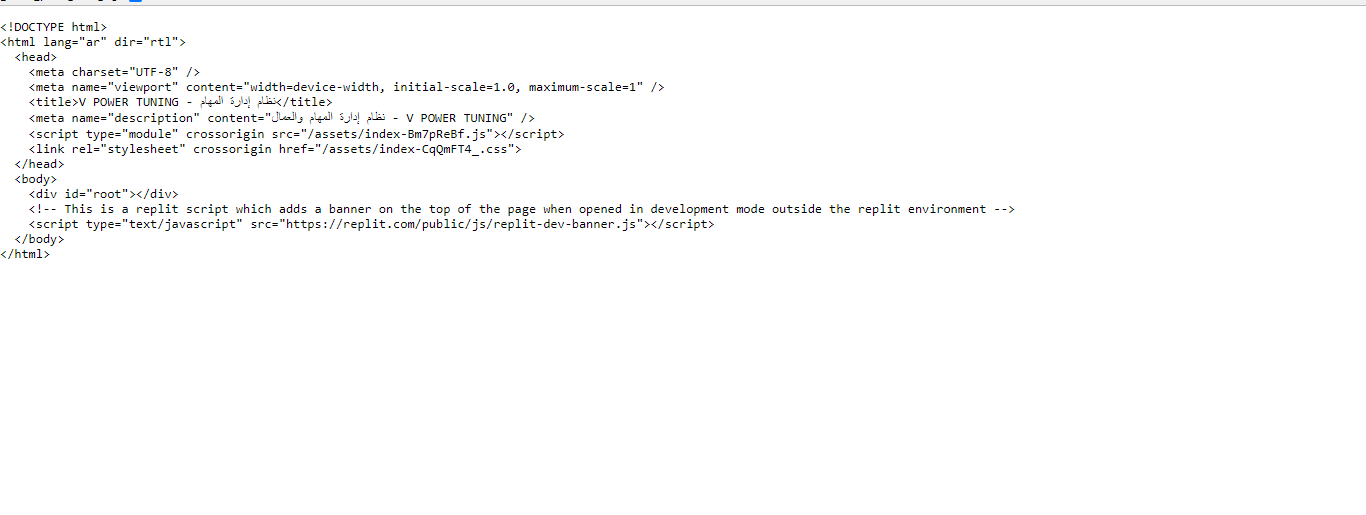 <!DOCTYPE html>
<html lang="ar" dir="rtl">
<head>
<meta charset="UTF-8" />
<meta name="viewport" content="width=device-width, initial-scale=1.0, maximum-scale=1" />
<title>V POWER TUNING - نظام إدارة المهام</title>
<meta name="description" content="نظام إدارة المهام والعمال - V POWER TUNING" />
<script type="module" crossorigin src="/assets/index-Bm7pReBf.js"></script>
<link rel="stylesheet" crossorigin href="/assets/index-CqQmFT4_.css">
</head>
<body>
<div id="root"></div>
<!-- This is a replit script which adds a banner on the top of the page when opened in development mode outside the replit environment -->
<script type="text/javascript" src="https://replit.com/public/js/replit-dev-banner.js"></script>
</body>
</html>